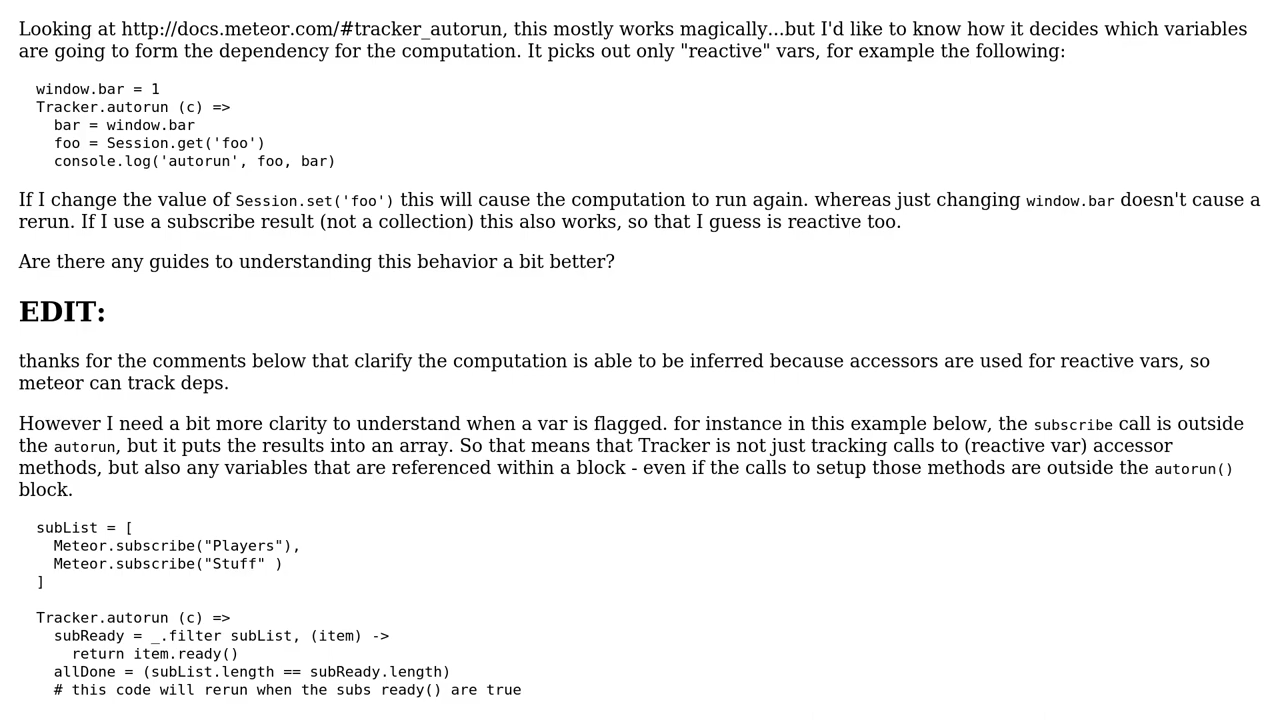 Looking at http://docs.meteor.com/#tracker_autorun, this mostly works magically...but I'd like to know how it decides which variables
are going to form the dependency for the computation. It picks out only "reactive" vars, for example the following:
window.bar = 1
Tracker.autorun (c) =>
  bar = window.bar
  foo = Session.get('foo')
  console.log('autorun', foo, bar)
If I change the value of Session.set('foo') this will cause the computation to run again. whereas just changing window.bar doesn't cause a
rerun. If I use a subscribe result (not a collection) this also works, so that I guess is reactive too.
Are there any guides to understanding this behavior a bit better?
EDIT:
thanks for the comments below that clarify the computation is able to be inferred because accessors are used for reactive vars, so
meteor can track deps.
However I need a bit more clarity to understand when a var is flagged. for instance in this example below, the subscribe call is outside
the autorun, but it puts the results into an array. So that means that Tracker is not just tracking calls to (reactive var) accessor
methods, but also any variables that are referenced within a block - even if the calls to setup those methods are outside the autorun()
block.
subList = [
  Meteor.subscribe("Players"),
  Meteor.subscribe("Stuff" )
]
Tracker.autorun (c) =>
  subReady = _.filter subList, (item) ->
    return item.ready()
  allDone = (subList.length == subReady.length)
  # this code will rerun when the subs ready() are true